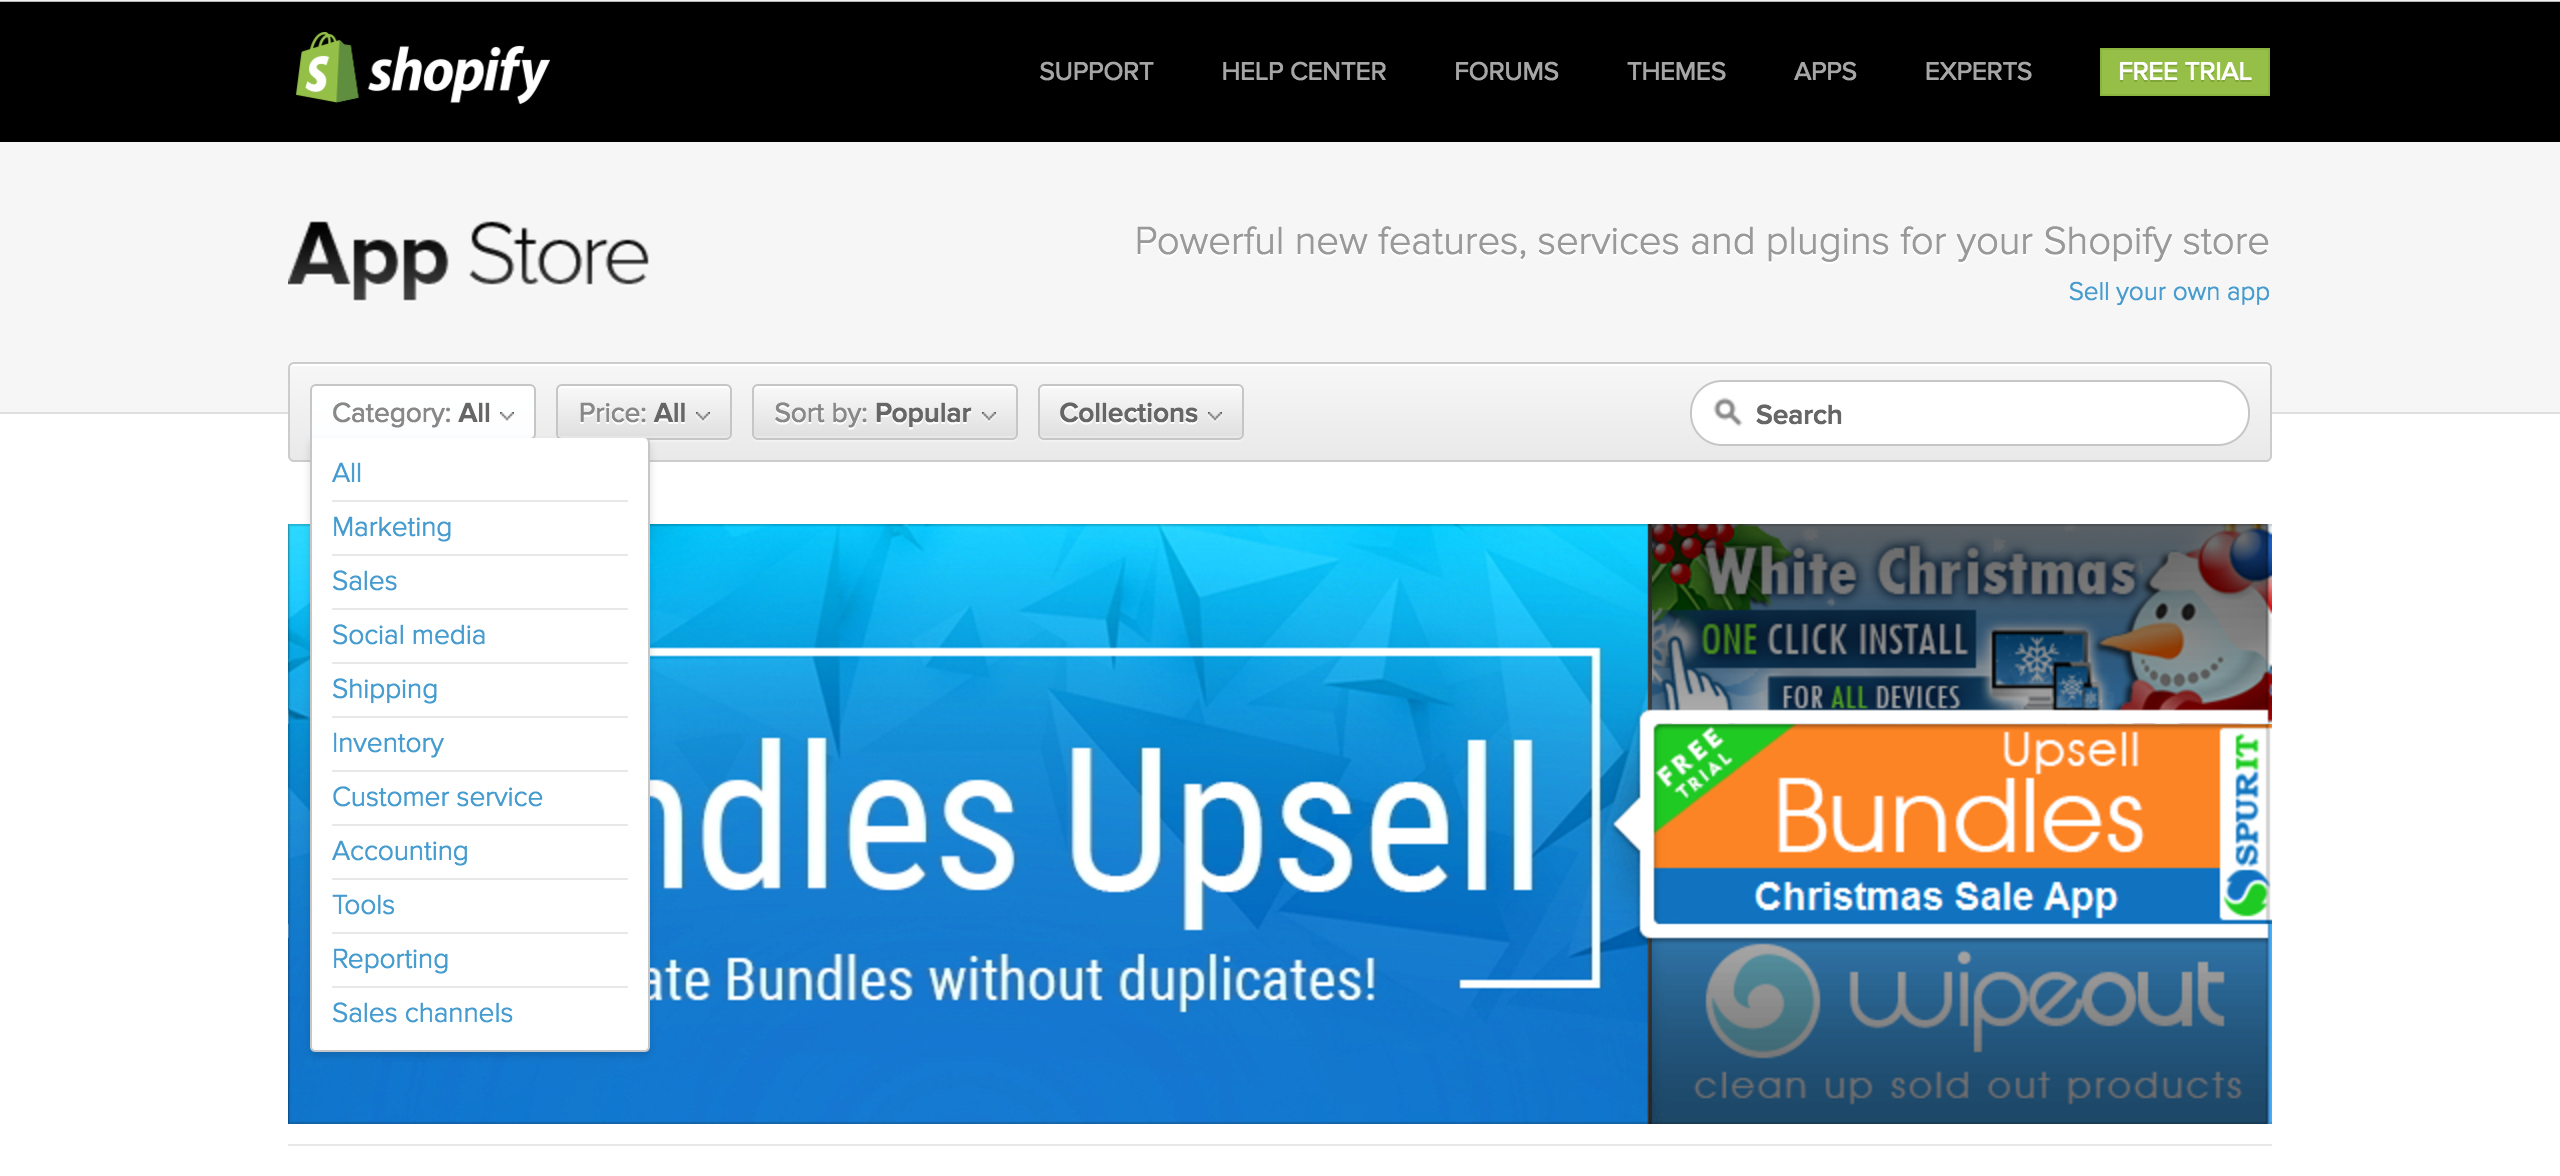 shopify
SUPPORT HELP CENTER FORUMS THEMES APPS EXPERTS FREE TRIAL
App Store
Powerful new features, services and plugins for your Shopify store
Sell your own app
Category: All Price: All Sort by: Popular Collections Search
All
Marketing
Sales
Social media
Shipping
Inventory
Customer service
Accounting
Tools
Reporting
Sales channels
ndles Upsell
ate Bundles without duplicates!
White Christmas
ONE CLICK INSTALL
FOR ALL DEVICES
FREE TRIAL
Upsell
Bundles
Christmas Sale App
SPURIT
wipeout
clean up sold out products